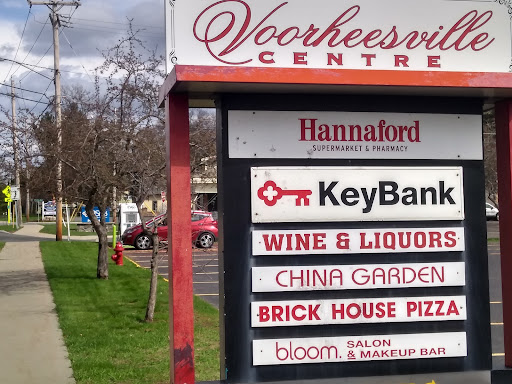 Voorheesville
CENTRE
Hannaford
SUPERMARKET & PHARMACY
KeyBank
WINE & LIQUORS
CHINA GARDEN
BRICK HOUSE PIZZA
bloom. SALON
& MAKEUP BAR